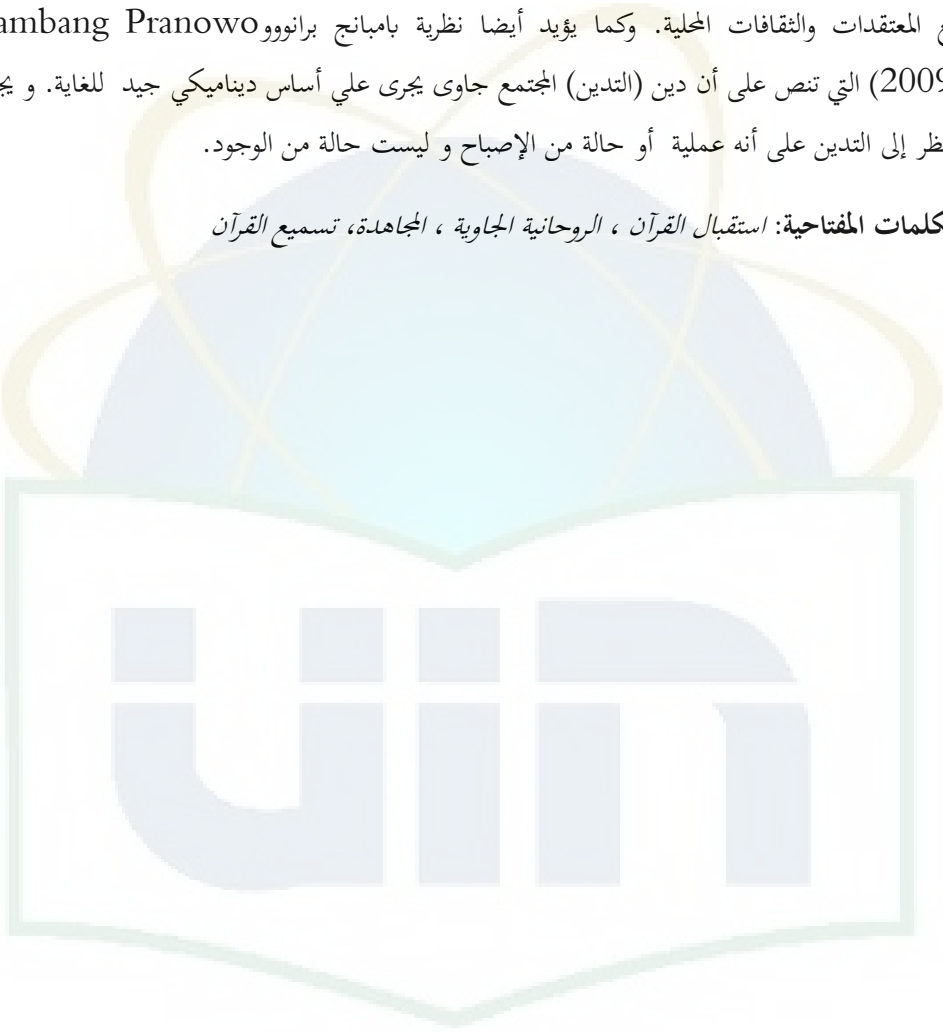 المعتقدات والثقافات المحلية. وكما يؤيد أيضا نظرية بامبانج برانووو ambang Pranowo
2009) التي تنص على أن دين (التدين) المجتمع جاوى يجرى علي أساس ديناميكي جيد للغاية. و
ظر إلى التدين على أنه عملية أو حالة من الإصباح و ليست حالة من الوجود.
كلمات المفتاحية: استقبال القرآن ، الروحانية الجاوية ، المجاهدة، تسميع القرآن
uin